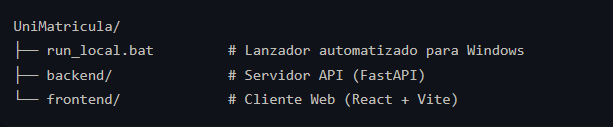 UniMatricula/
├── run_local.bat         # Lanzador automatizado para Windows
├── backend/              # Servidor API (FastAPI)
└── frontend/             # Cliente Web (React + Vite)